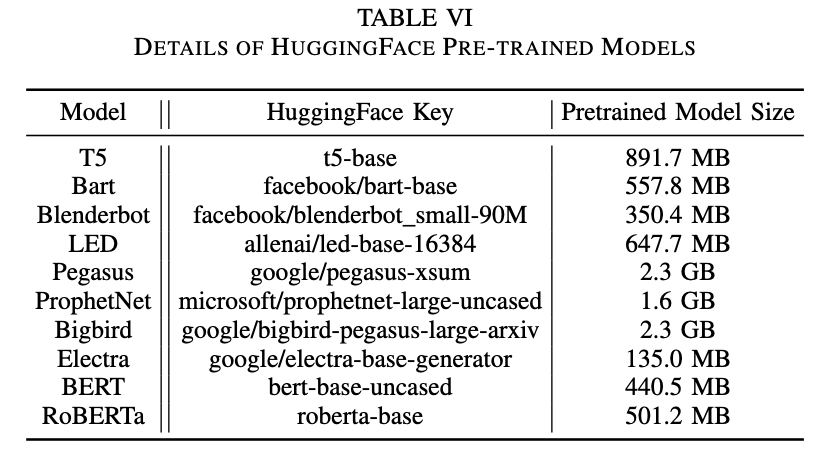 TABLE VI
DETAILS OF HUGGINGFACE PRE-TRAINED MODELS
Model HuggingFace Key Pretrained Model Size
T5 t5-base 891.7 MB
Bart facebook/bart-base 557.8 MB
Blenderbot facebook/blenderbot_small-90M 350.4 MB
LED allenai/led-base-16384 647.7 MB
Pegasus google/pegasus-xsum 2.3 GB
ProphetNet microsoft/prophetnet-large-uncased 1.6 GB
Bigbird google/bigbird-pegasus-large-arxiv 2.3 GB
Electra google/electra-base-generator 135.0 MB
BERT bert-base-uncased 440.5 MB
RoBERTa roberta-base 501.2 MB